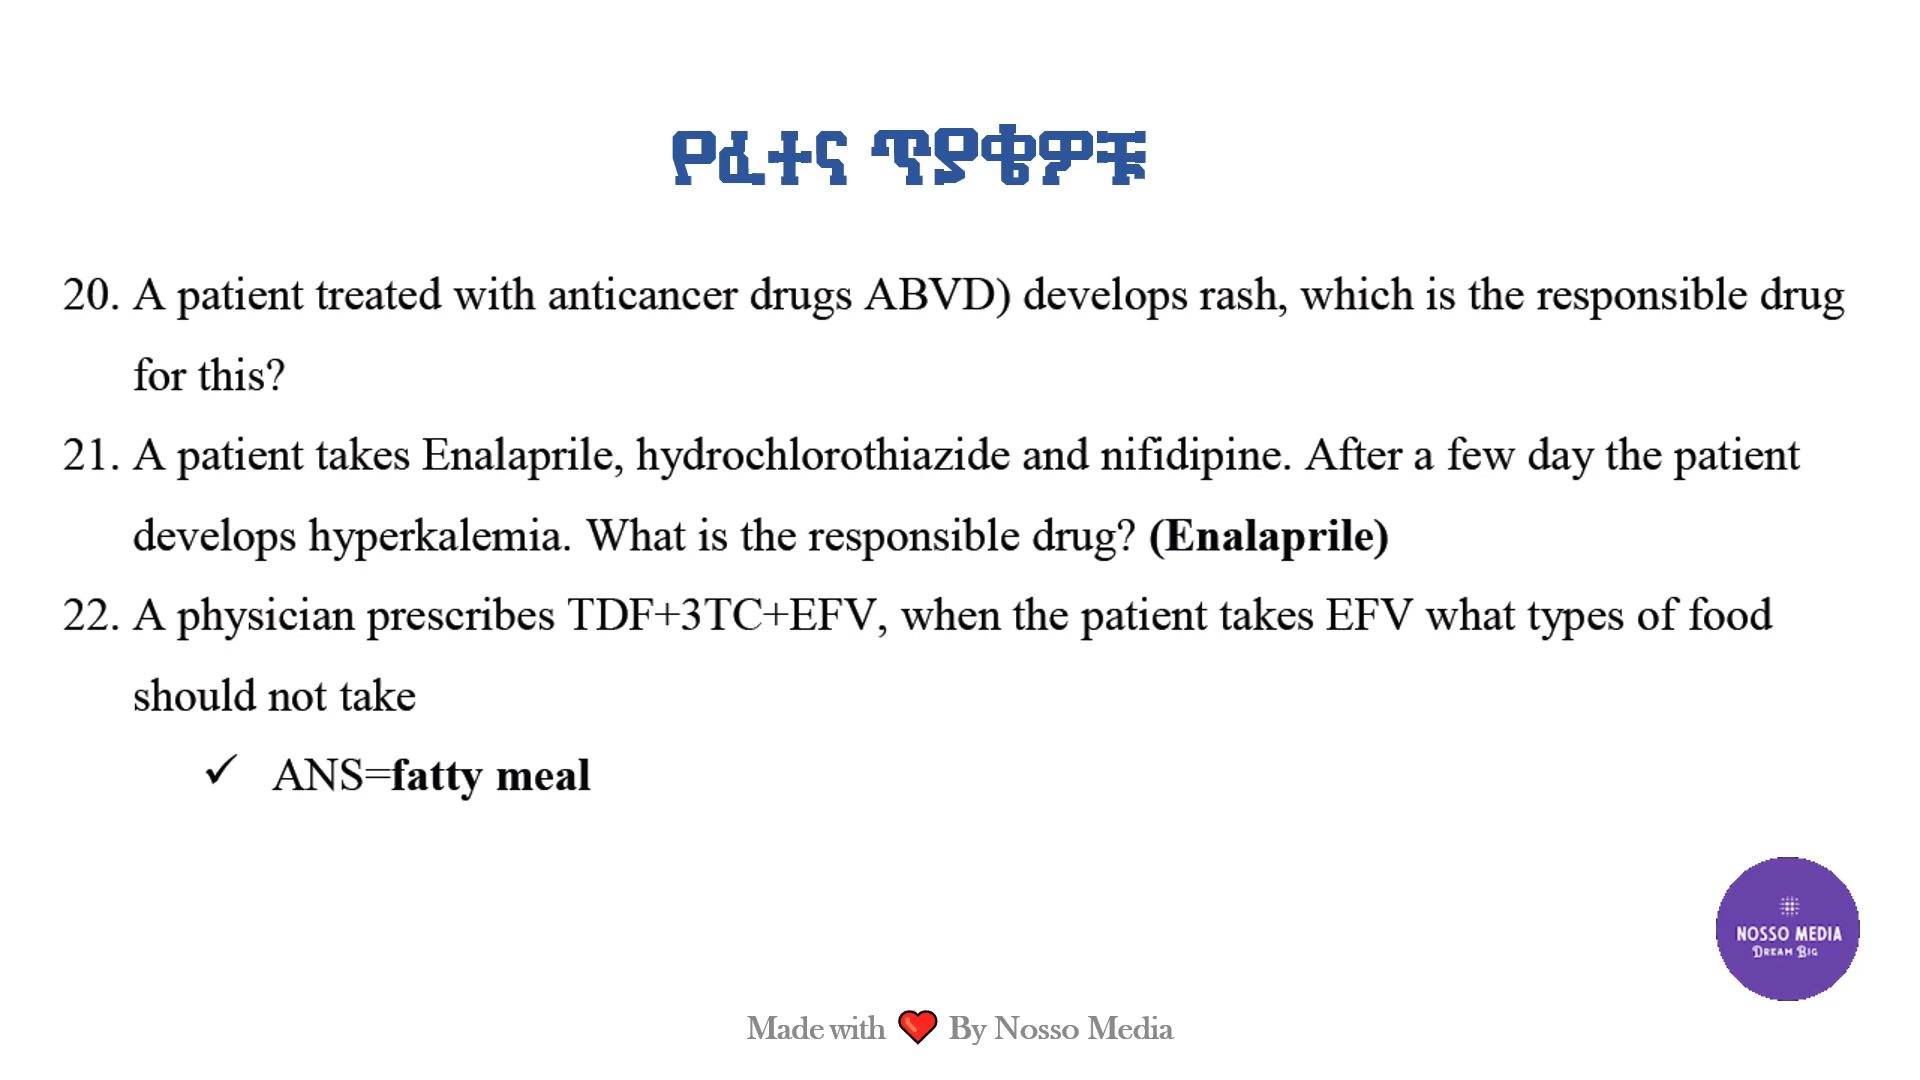 የፈተና ጥያቄዎቹ
20. A patient treated with anticancer drugs ABVD) develops rash, which is the responsible drug
for this?
21. A patient takes Enalaprile, hydrochlorothiazide and nifidipine. After a few day the patient
develops hyperkalemia. What is the responsible drug? (Enalaprile)
22. A physician prescribes TDF+3TC+EFV, when the patient takes EFV what types of food
should not take
✓ ANS=fatty meal
NOSSO MEDIA
DREAM BIG
Made with ❤ By Nosso Media